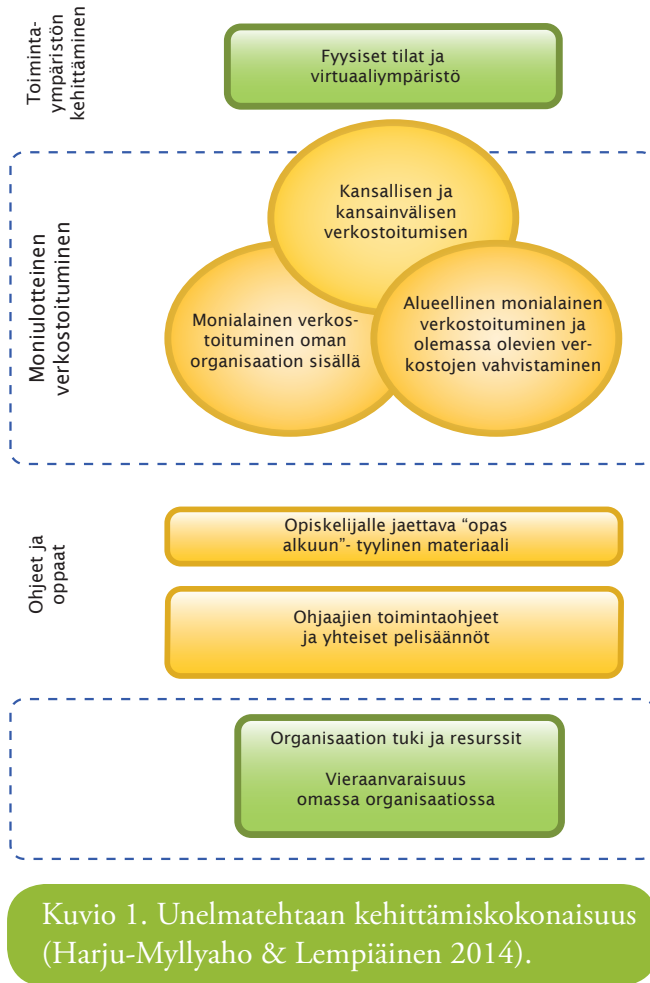 Toiminta-
ympäristön
kehittäminen
Fyysiset tilat ja
virtuaaliympäristö
Moniulotteinen
verkostoituminen
Kansallisen ja
kansainvälisen
verkostoitumisen
Monialainen verkos-
toituminen oman
organisaation sisällä
Alueellinen monialainen
verkostoituminen ja
olemassa olevien ver-
kostojen vahvistaminen
Ohjeet ja
oppaat
Opiskelijalle jaettava “opas
alkuun”- tyylinen materiaali
Ohjaajien toimintaohjeet
ja yhteiset pelisäännöt
Organisaation tuki ja resurssit
Vieraanvaraisuus
omassa organisaatiossa
Kuvio 1. Unelmatehtaan kehittämiskokonaisuus
(Harju-Myllyaho & Lempiäinen 2014).